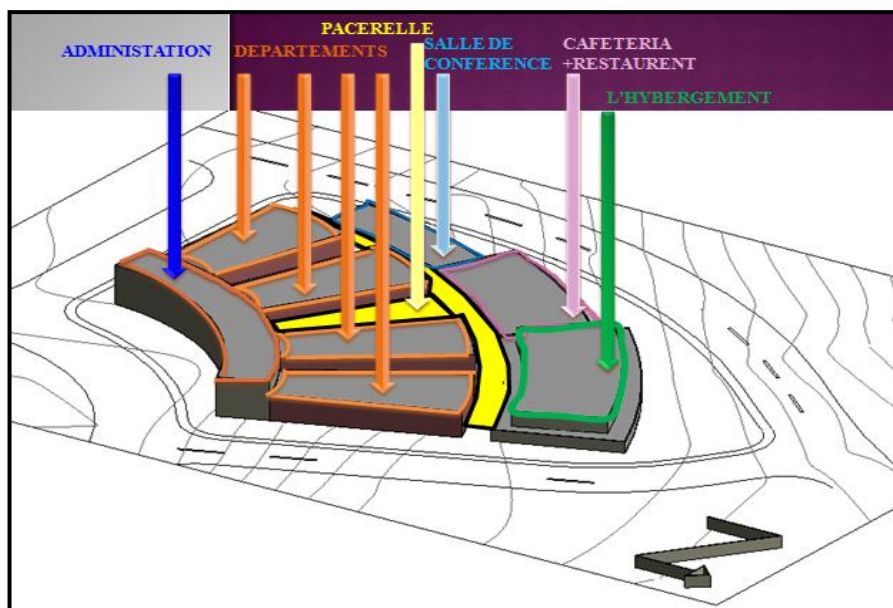 PACERELLE
ADMINISTATION
DEPARTEMENTS
SALLE DE
CONFERENCE
CAFETERIA
+RESTAURENT
L'HYBERGEMENT